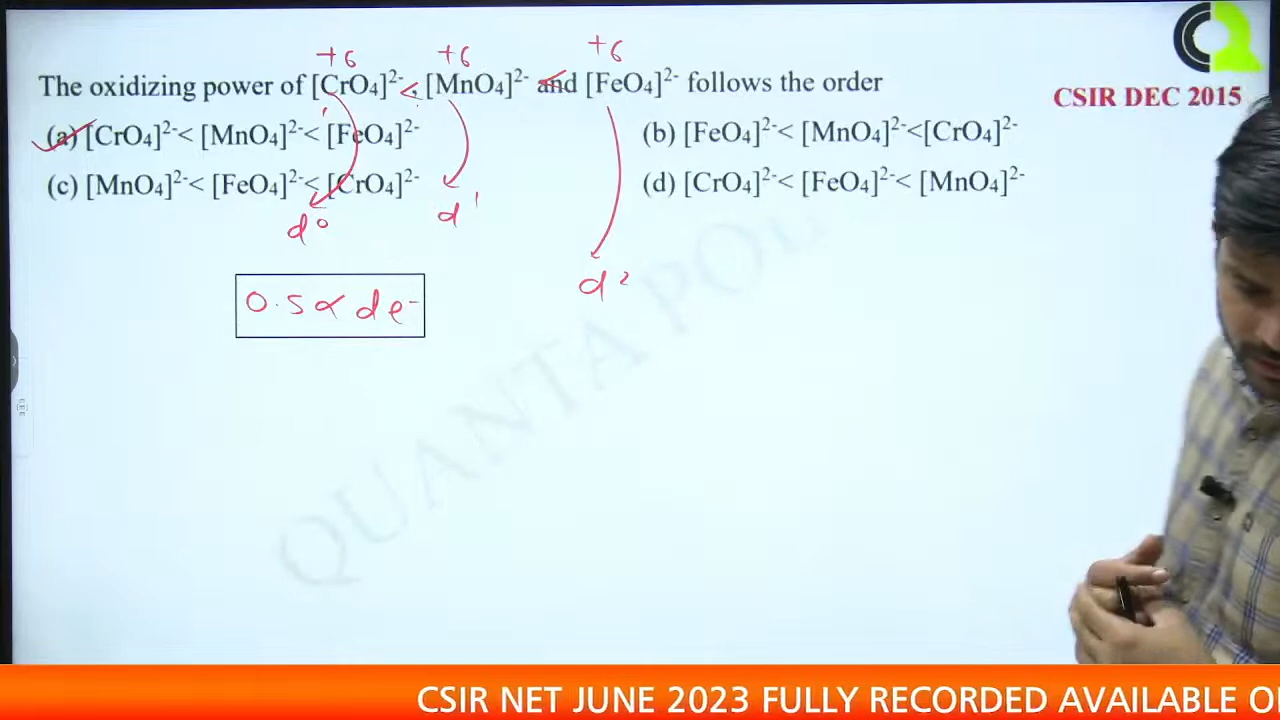 +6 +6 +6
The oxidizing power of [CrO₄]²⁻, [MnO₄]²⁻ and [FeO₄]²⁻ follows the order
< <
CSIR DEC 2015
(a) [CrO₄]²⁻< [MnO₄]²⁻< [FeO₄]²⁻
(b) [FeO₄]²⁻< [MnO₄]²⁻<[CrO₄]²⁻
(c) [MnO₄]²⁻< [FeO₄]²⁻< [CrO₄]²⁻
(d) [CrO₄]²⁻< [FeO₄]²⁻< [MnO₄]²⁻
d⁰ d¹ d²
0.S ∝ d e⁻
QUANTA POU
CSIR NET JUNE 2023 FULLY RECORDED AVAILABLE O